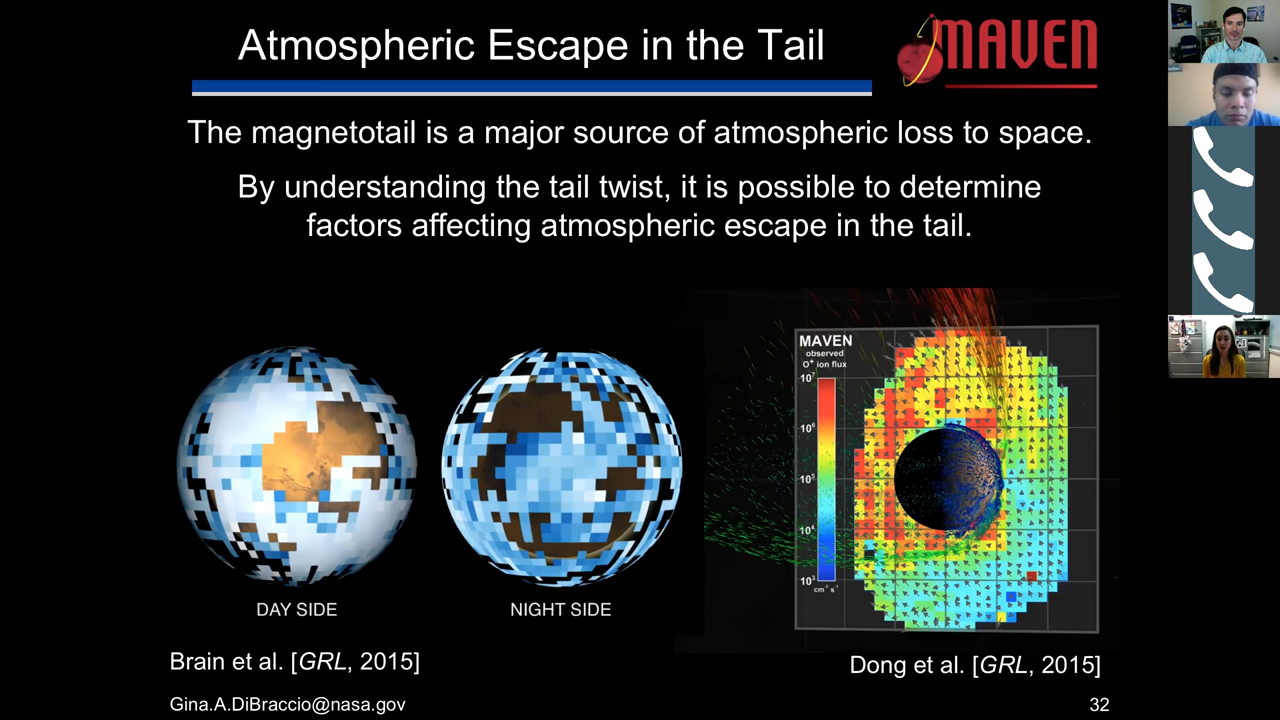 Atmospheric Escape in the Tail
MAVEN
The magnetotail is a major source of atmospheric loss to space.
By understanding the tail twist, it is possible to determine
factors affecting atmospheric escape in the tail.
MAVEN
observed
O⁺ ion flux
10⁷
10⁶
10⁵
10⁴
10³
cm⁻² s⁻¹
DAY SIDE
NIGHT SIDE
Brain et al. [GRL, 2015]
Dong et al. [GRL, 2015]
Gina.A.DiBraccio@nasa.gov
32